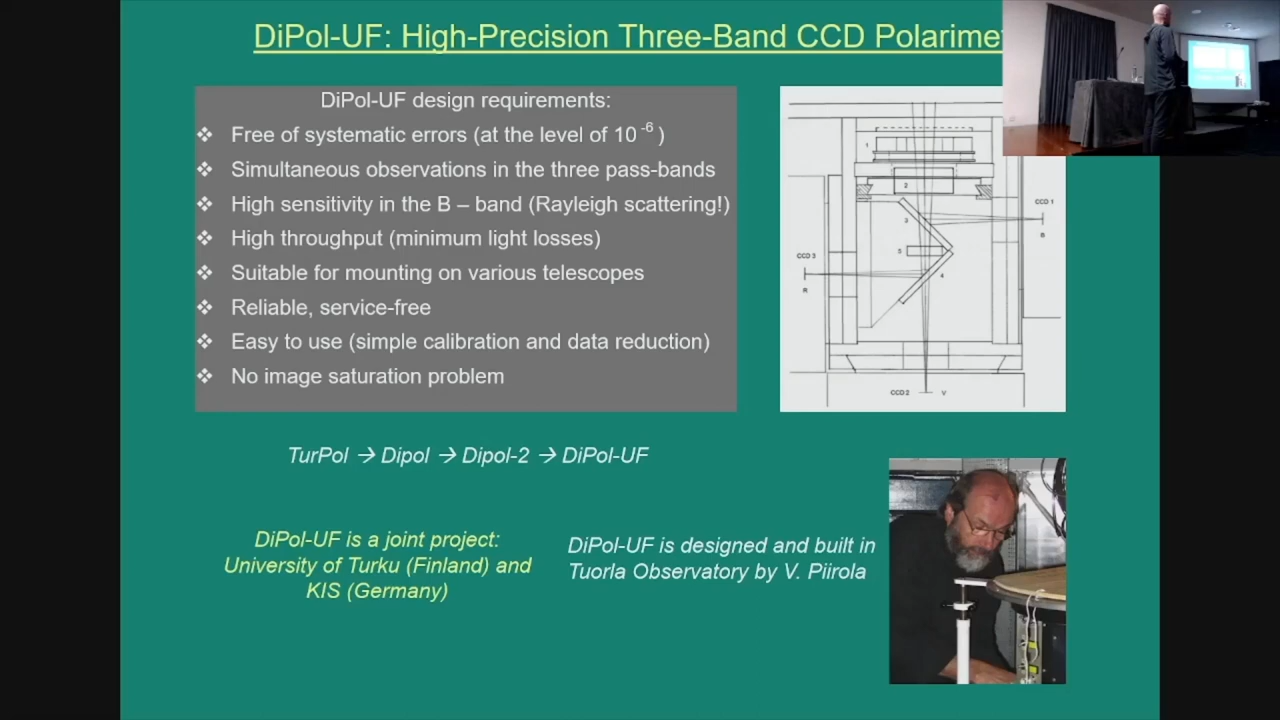 DiPol-UF: High-Precision Three-Band CCD Polarime
DiPol-UF design requirements:
❖ Free of systematic errors (at the level of 10 -6 )
❖ Simultaneous observations in the three pass-bands
❖ High sensitivity in the B – band (Rayleigh scattering!)
❖ High throughput (minimum light losses)
❖ Suitable for mounting on various telescopes
❖ Reliable, service-free
❖ Easy to use (simple calibration and data reduction)
❖ No image saturation problem
1
2
3
CCD 1
B
5
CCD 3
4
R
CCD 2 V
TurPol → Dipol → Dipol-2 → DiPol-UF
DiPol-UF is a joint project:
University of Turku (Finland) and
KIS (Germany)
DiPol-UF is designed and built in
Tuorla Observatory by V. Piirola